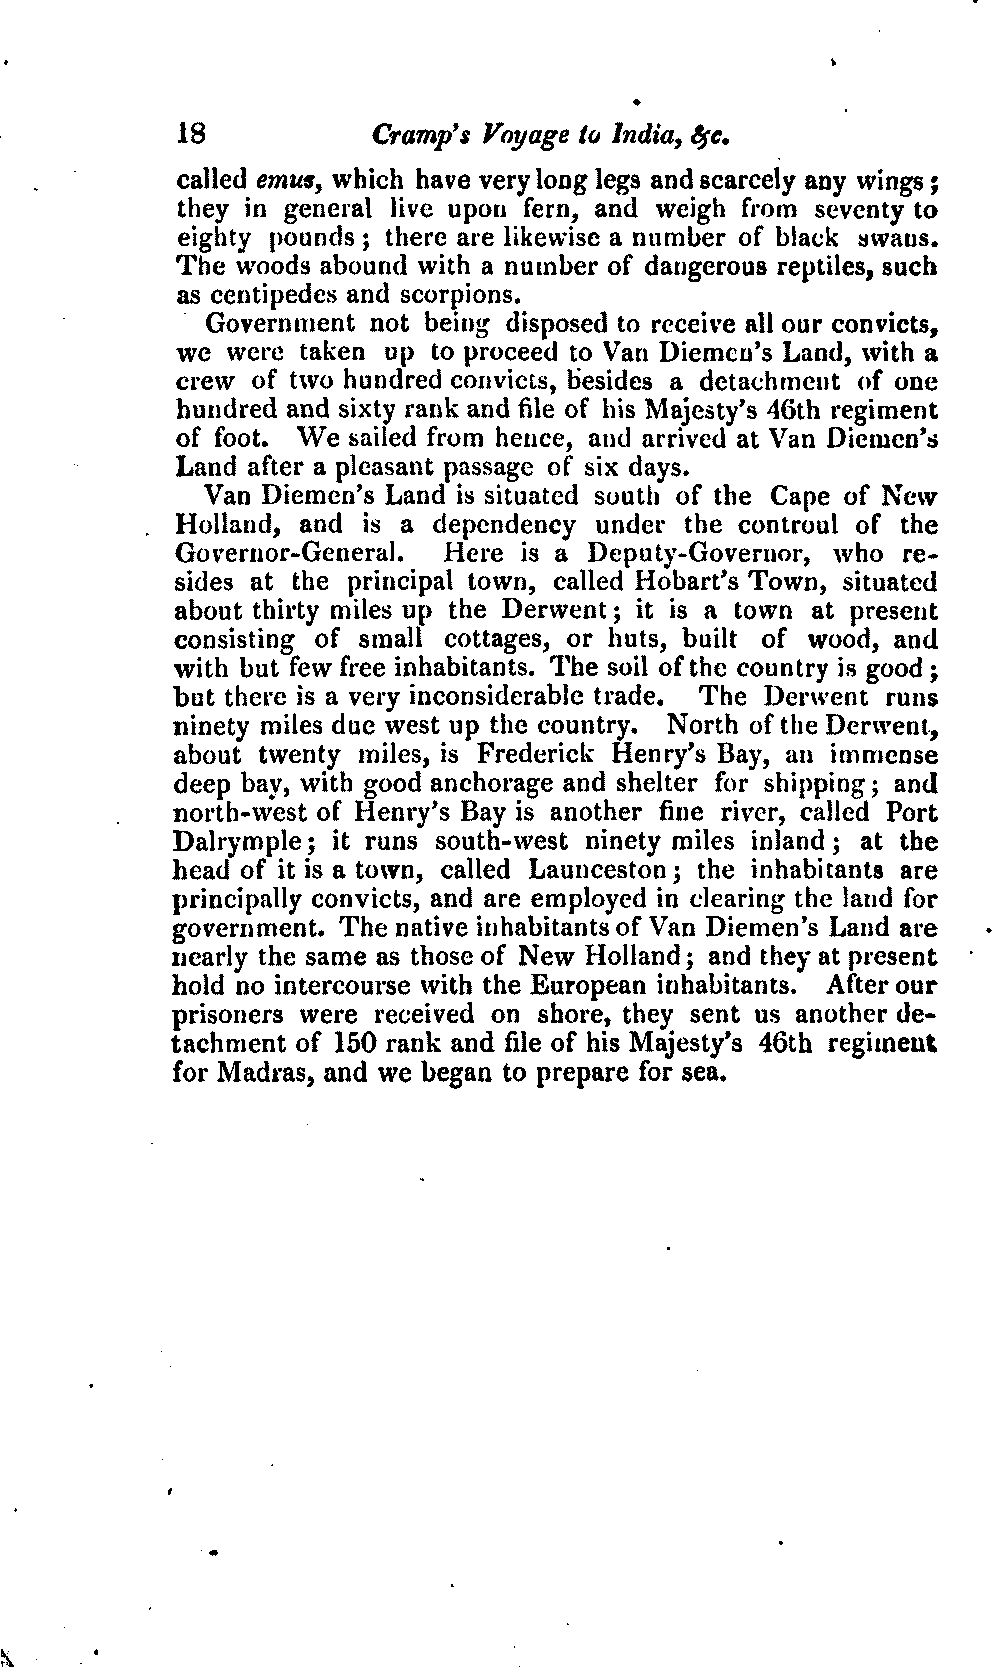 18 Cramp's Voyage to India, &c.
called emus, which have very long legs and scarcely any wings;
they in general live upon fern, and weigh from seventy to
eighty pounds; there are likewise a number of black swans.
The woods abound with a number of dangerous reptiles, such
as centipedes and scorpions.
Government not being disposed to receive all our convicts,
we were taken up to proceed to Van Diemen's Land, with a
crew of two hundred convicts, besides a detachment of one
hundred and sixty rank and file of his Majesty's 46th regiment
of foot. We sailed from hence, and arrived at Van Diemen's
Land after a pleasant passage of six days.
Van Diemen's Land is situated south of the Cape of New
Holland, and is a dependency under the controul of the
Governor-General. Here is a Deputy-Governor, who re-
sides at the principal town, called Hobart's Town, situated
about thirty miles up the Derwent; it is a town at present
consisting of small cottages, or huts, built of wood, and
with but few free inhabitants. The soil of the country is good;
but there is a very inconsiderable trade. The Derwent runs
ninety miles due west up the country. North of the Derwent,
about twenty miles, is Frederick Henry's Bay, an immense
deep bay, with good anchorage and shelter for shipping; and
north-west of Henry's Bay is another fine river, called Port
Dalrymple; it runs south-west ninety miles inland; at the
head of it is a town, called Launceston; the inhabitants are
principally convicts, and are employed in clearing the land for
government. The native inhabitants of Van Diemen's Land are
nearly the same as those of New Holland; and they at present
hold no intercourse with the European inhabitants. After our
prisoners were received on shore, they sent us another de-
tachment of 150 rank and file of his Majesty's 46th regiment
for Madras, and we began to prepare for sea.